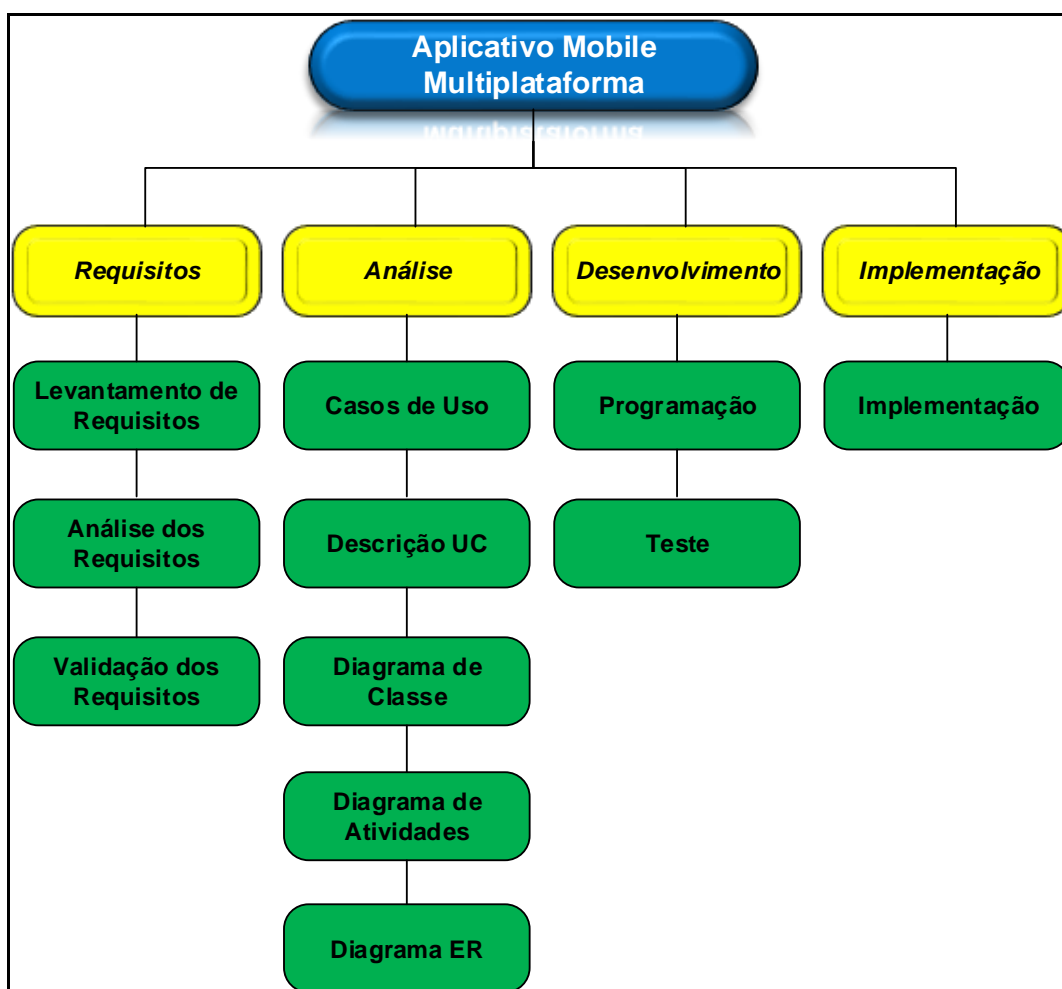 Aplicativo Mobile
Multiplataforma
Requisitos
Análise
Desenvolvimento
Implementação
Levantamento de
Requisitos
Casos de Uso
Programação
Implementação
Análise dos
Requisitos
Descrição UC
Teste
Validação dos
Requisitos
Diagrama de
Classe
Diagrama de
Atividades
Diagrama ER